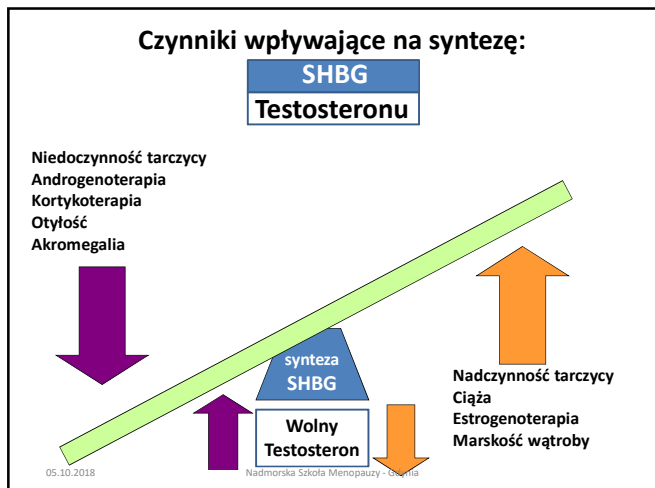 Czynniki wpływające na syntezę:
SHBG
Testosteronu
Niedoczynność tarczycy
Androgenoterapia
Kortykoterapia
Otyłość
Akromegalia
synteza
SHBG
Nadczynność tarczycy
Ciąża
Estrogenoterapia
Marskość wątroby
Wolny
Testosteron
05.10.2018
Nadmorska Szkoła Menopauzy - Gdynia